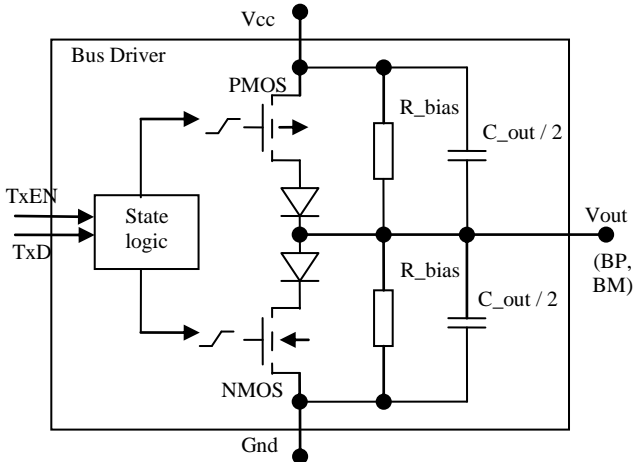 Vcc
Bus Driver
PMOS
R_bias
C_out / 2
TxEN
TxD
State
logic
Vout
(BP,
BM)
R_bias
C_out / 2
NMOS
Gnd